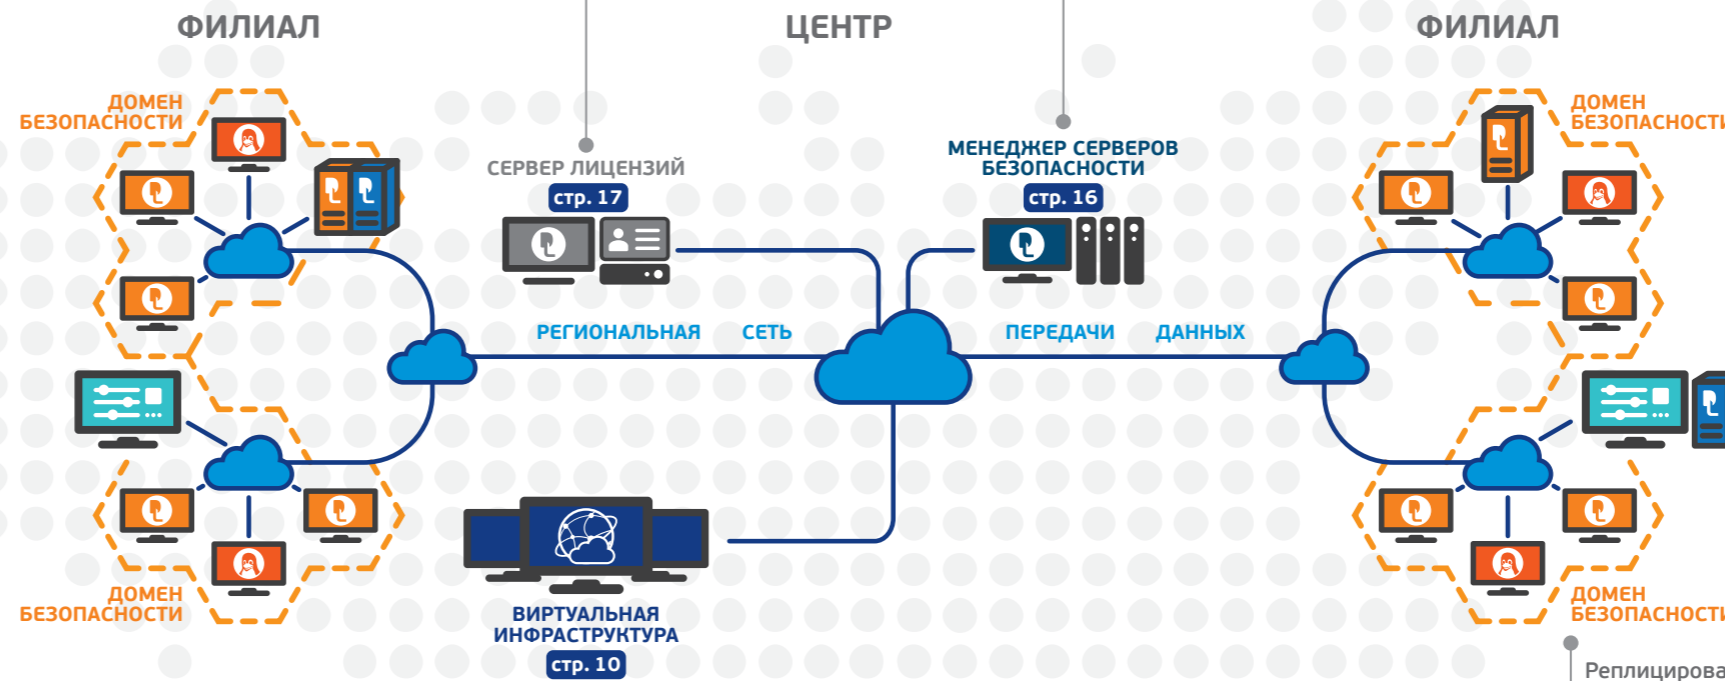 ФИЛИАЛ
ЦЕНТР
ФИЛИАЛ
ДОМЕН
БЕЗОПАСНОСТИ
СЕРВЕР ЛИЦЕНЗИЙ
стр. 17
МЕНЕДЖЕР СЕРВЕРОВ
БЕЗОПАСНОСТИ
стр. 16
ДОМЕН
БЕЗОПАСНОСТИ
РЕГИОНАЛЬНАЯ СЕТЬ ПЕРЕДАЧИ ДАННЫХ
ДОМЕН
БЕЗОПАСНОСТИ
ВИРТУАЛЬНАЯ
ИНФРАСТРУКТУРА
стр. 10
ДОМЕН
БЕЗОПАСНОСТИ
Реплицирова